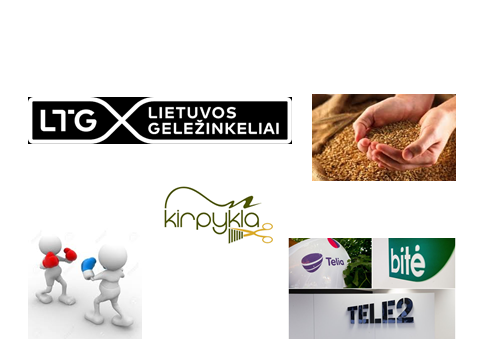 LTG LIETUVOS
GELEŽINKELIAI
kirpykla
Telia
bitė
TELE2